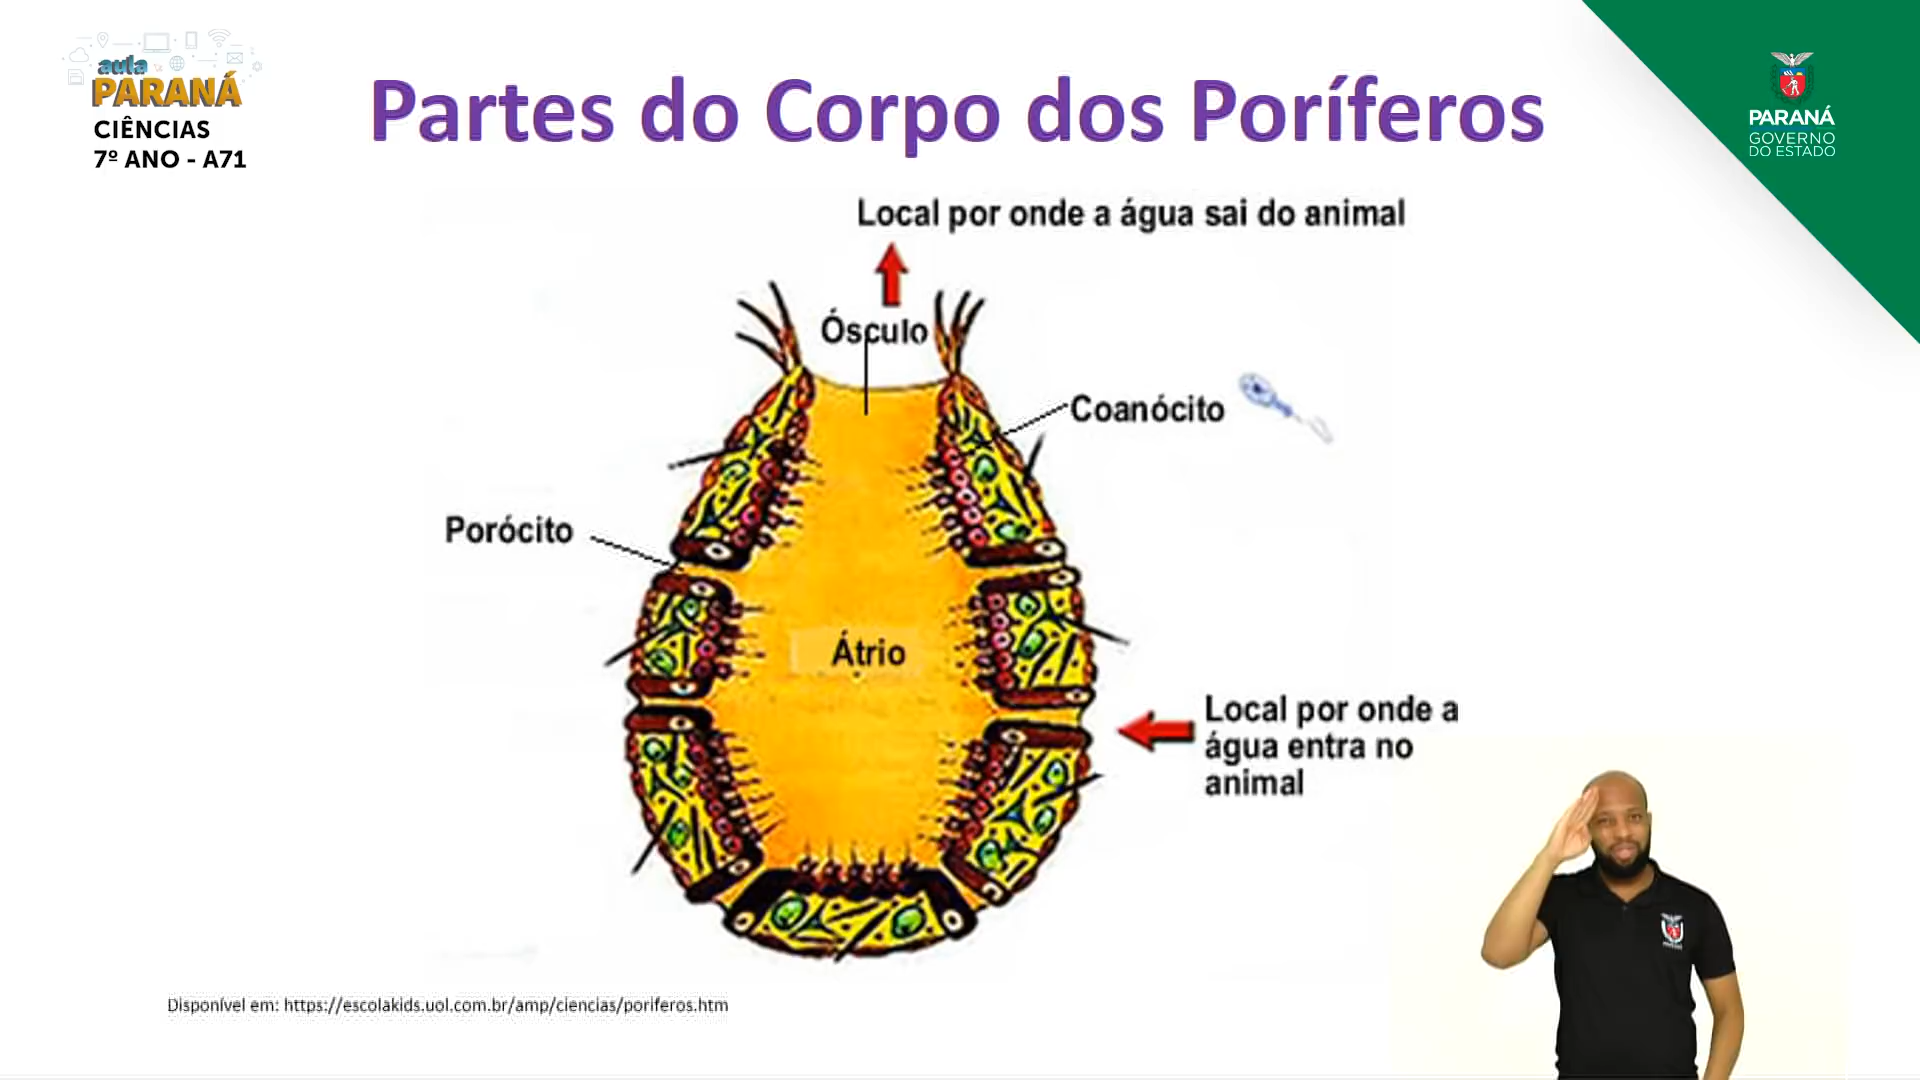 aula
PARANÁ
CIÊNCIAS
7º ANO - A71
Partes do Corpo dos Poríferos
PARANÁ
GOVERNO
DO ESTADO
Local por onde a água sai do animal
Ósculo
Coanócito
Porócito
Átrio
Local por onde a
água entra no
animal
Disponível em: https://escolakids.uol.com.br/amp/ciencias/poriferos.htm